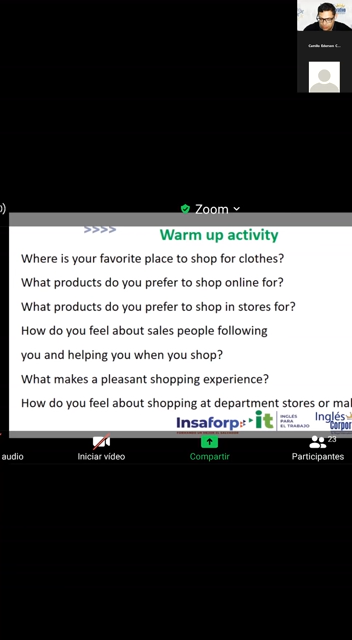 Zoom
>>>>
Warm up activity
Where is your favorite place to shop for clothes?
What products do you prefer to shop online for?
What products do you prefer to shop in stores for?
How do you feel about sales people following
you and helping you when you shop?
What makes a pleasant shopping experience?
How do you feel about shopping at department stores or mal
Insaforp
it
INGLÉS
PARA
EL TRABAJO
Inglés
Corpor
23
audio
Iniciar vídeo
Compartir
Participantes